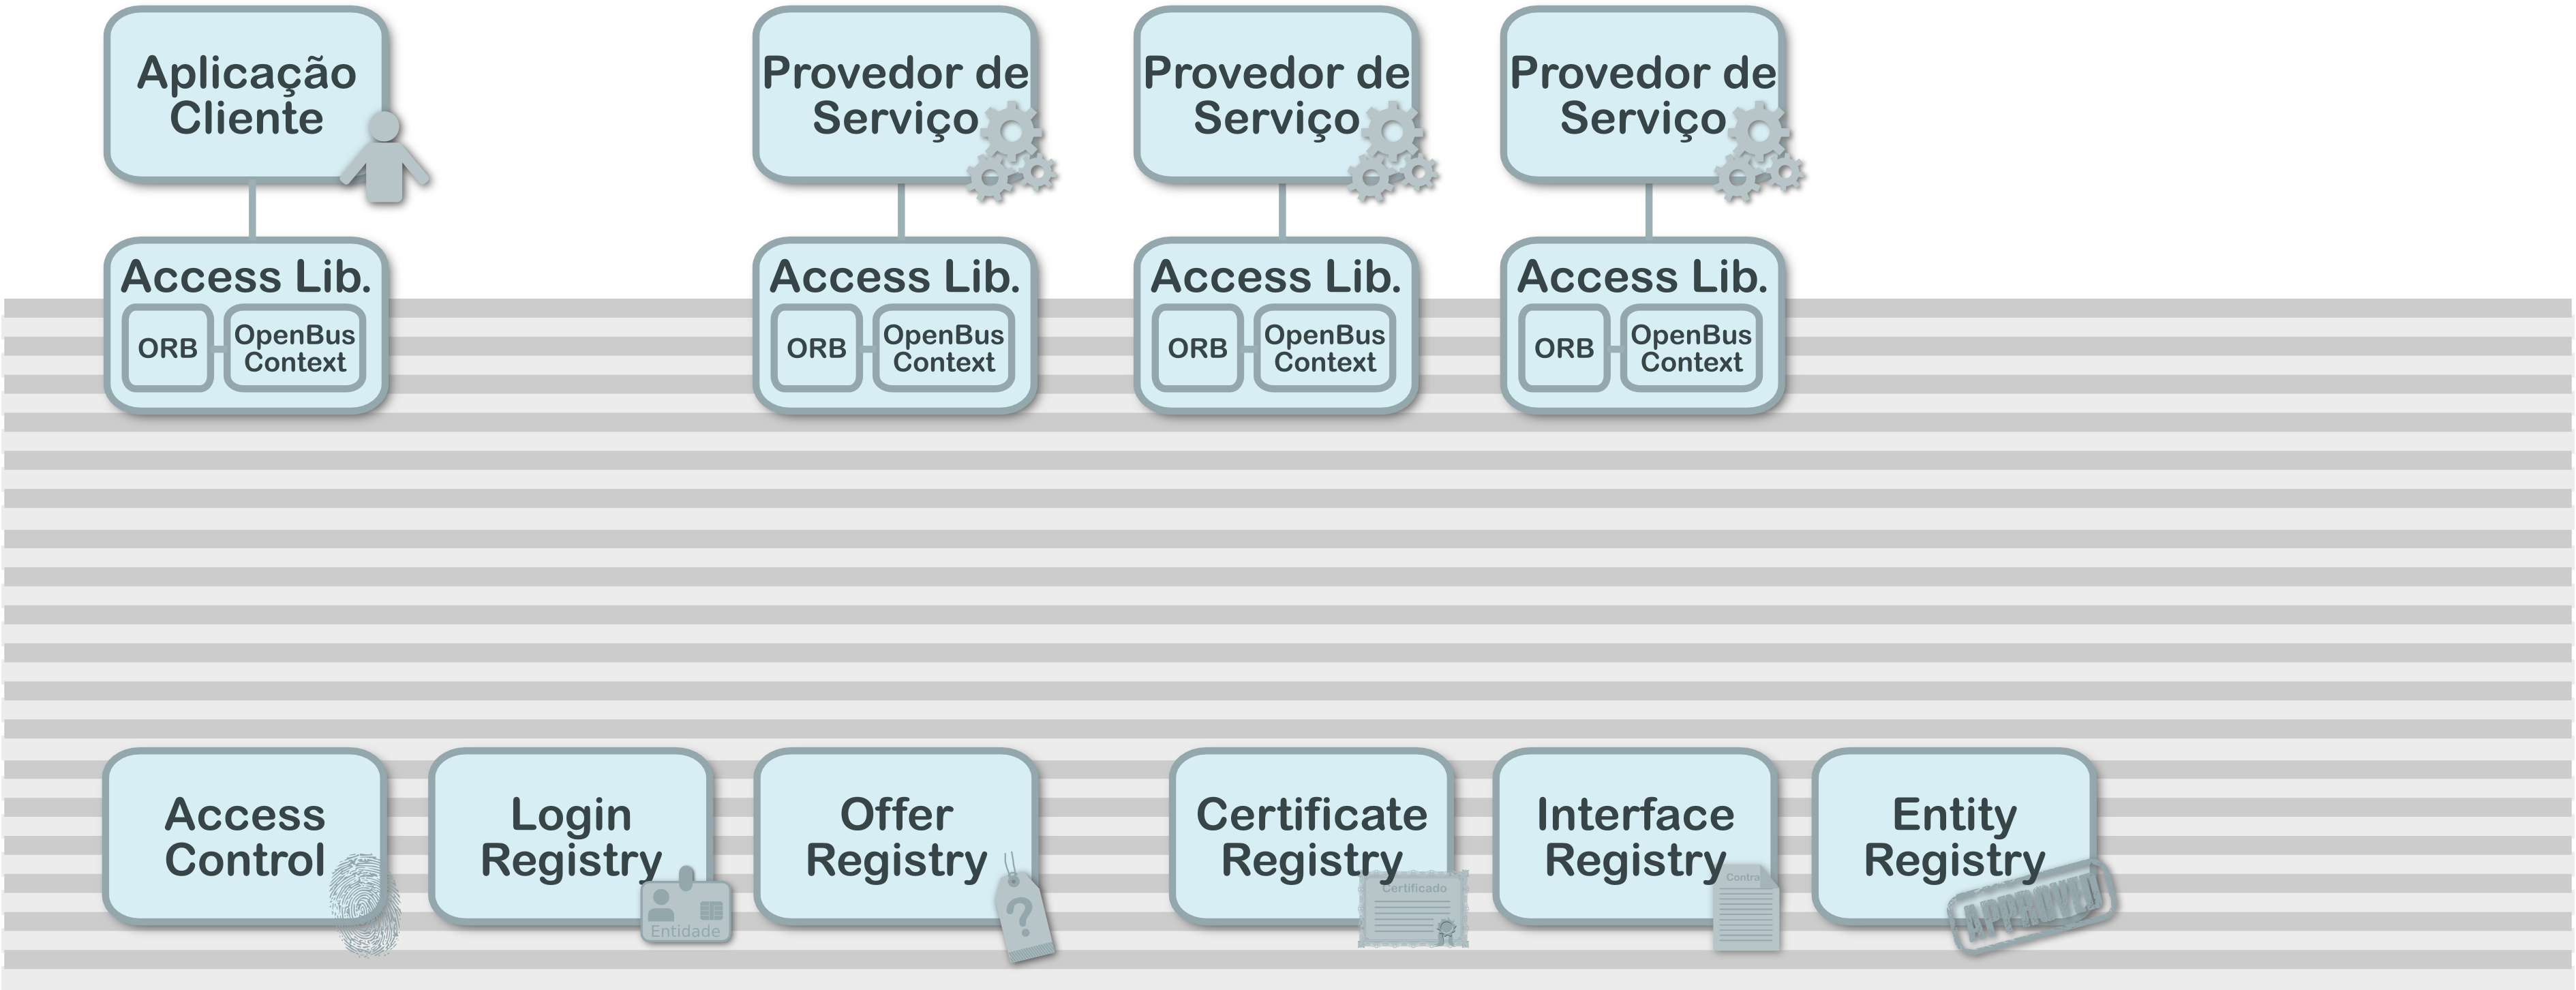 Aplicação
Cliente
Provedor de
Serviço
Provedor de
Serviço
Provedor de
Serviço
Access Lib.
ORB
OpenBus
Context
Access Lib.
ORB
OpenBus
Context
Access Lib.
ORB
OpenBus
Context
Access Lib.
ORB
OpenBus
Context
Access
Control
Login
Registry
Entidade
Offer
Registry
?
Certificate
Registry
Certificado
Interface
Registry
Contra
Entity
Registry
APPROVED